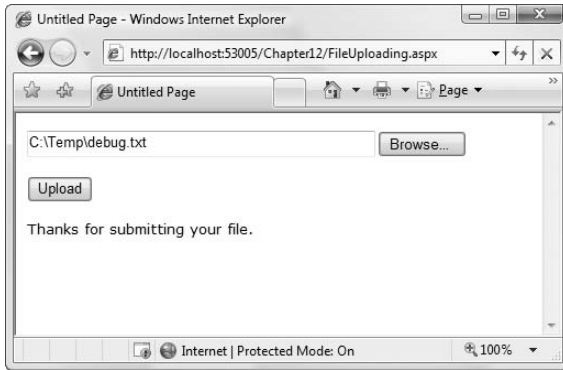 Untitled Page - Windows Internet Explorer
http://localhost:53005/Chapter12/FileUploading.aspx
Untitled Page
Page
C:\Temp\debug.txt
Browse...
Upload
Thanks for submitting your file.
Internet | Protected Mode: On
100%